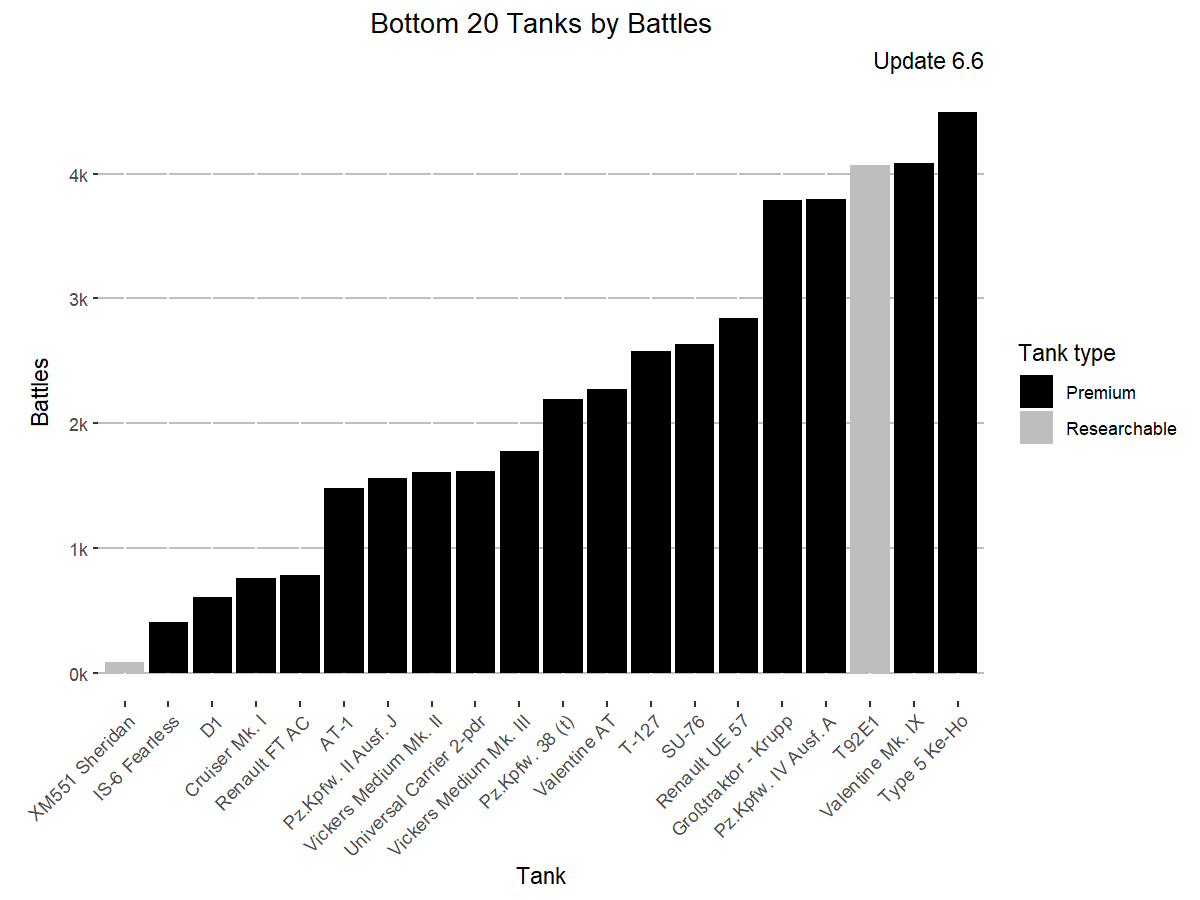 Bottom 20 Tanks by Battles
Update 6.6
Battles
4k
3k
2k
1k
0k
XM551 Sheridan
IS-6 Fearless
D1
Cruiser Mk. I
Renault FT AC
AT-1
Pz.Kpfw. II Ausf. J
Vickers Medium Mk. II
Universal Carrier 2-pdr
Vickers Medium Mk. III
Pz.Kpfw. 38 (t)
Valentine AT
T-127
SU-76
Renault UE 57
Großtraktor - Krupp
Pz.Kpfw. IV Ausf. A
T92E1
Valentine Mk. IX
Type 5 Ke-Ho
Tank
Tank type
Premium
Researchable